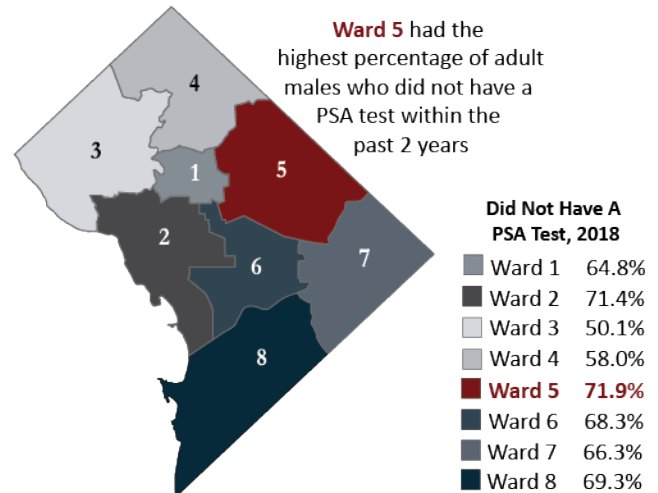 Ward 5 had the
highest percentage of adult
males who did not have a
PSA test within the
past 2 years
4
3
1
5
2
6
7
8
Did Not Have A
PSA Test, 2018
Ward 1 64.8%
Ward 2 71.4%
Ward 3 50.1%
Ward 4 58.0%
Ward 5 71.9%
Ward 6 68.3%
Ward 7 66.3%
Ward 8 69.3%